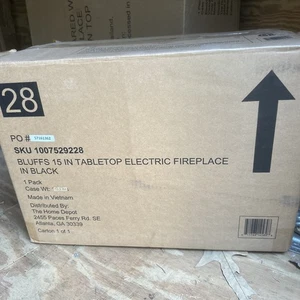 28
PO #
SKU 1007529228
BLUFFS 15 IN TABLETOP ELECTRIC FIREPLACE
IN BLACK
1 Pack
Case Wt.
Made in Vietnam
Distributed By:
The Home Depot
2455 Paces Ferry Rd. SE
Atlanta, GA 30339
Carton 1 of 1